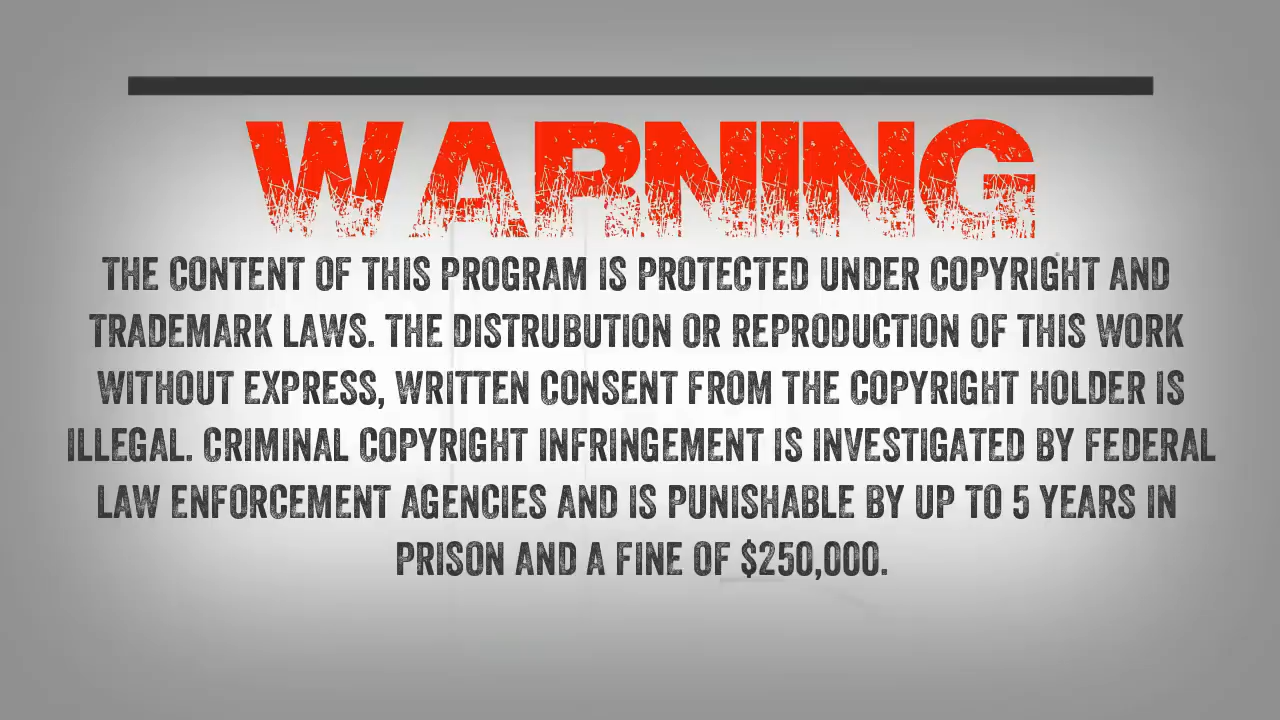 WARNING
THE CONTENT OF THIS PROGRAM IS PROTECTED UNDER COPYRIGHT AND
TRADEMARK LAWS. THE DISTRUBUTION OR REPRODUCTION OF THIS WORK
WITHOUT EXPRESS, WRITTEN CONSENT FROM THE COPYRIGHT HOLDER IS
ILLEGAL. CRIMINAL COPYRIGHT INFRINGEMENT IS INVESTIGATED BY FEDERAL
LAW ENFORCEMENT AGENCIES AND IS PUNISHABLE BY UP TO 5 YEARS IN
PRISON AND A FINE OF $250,000.